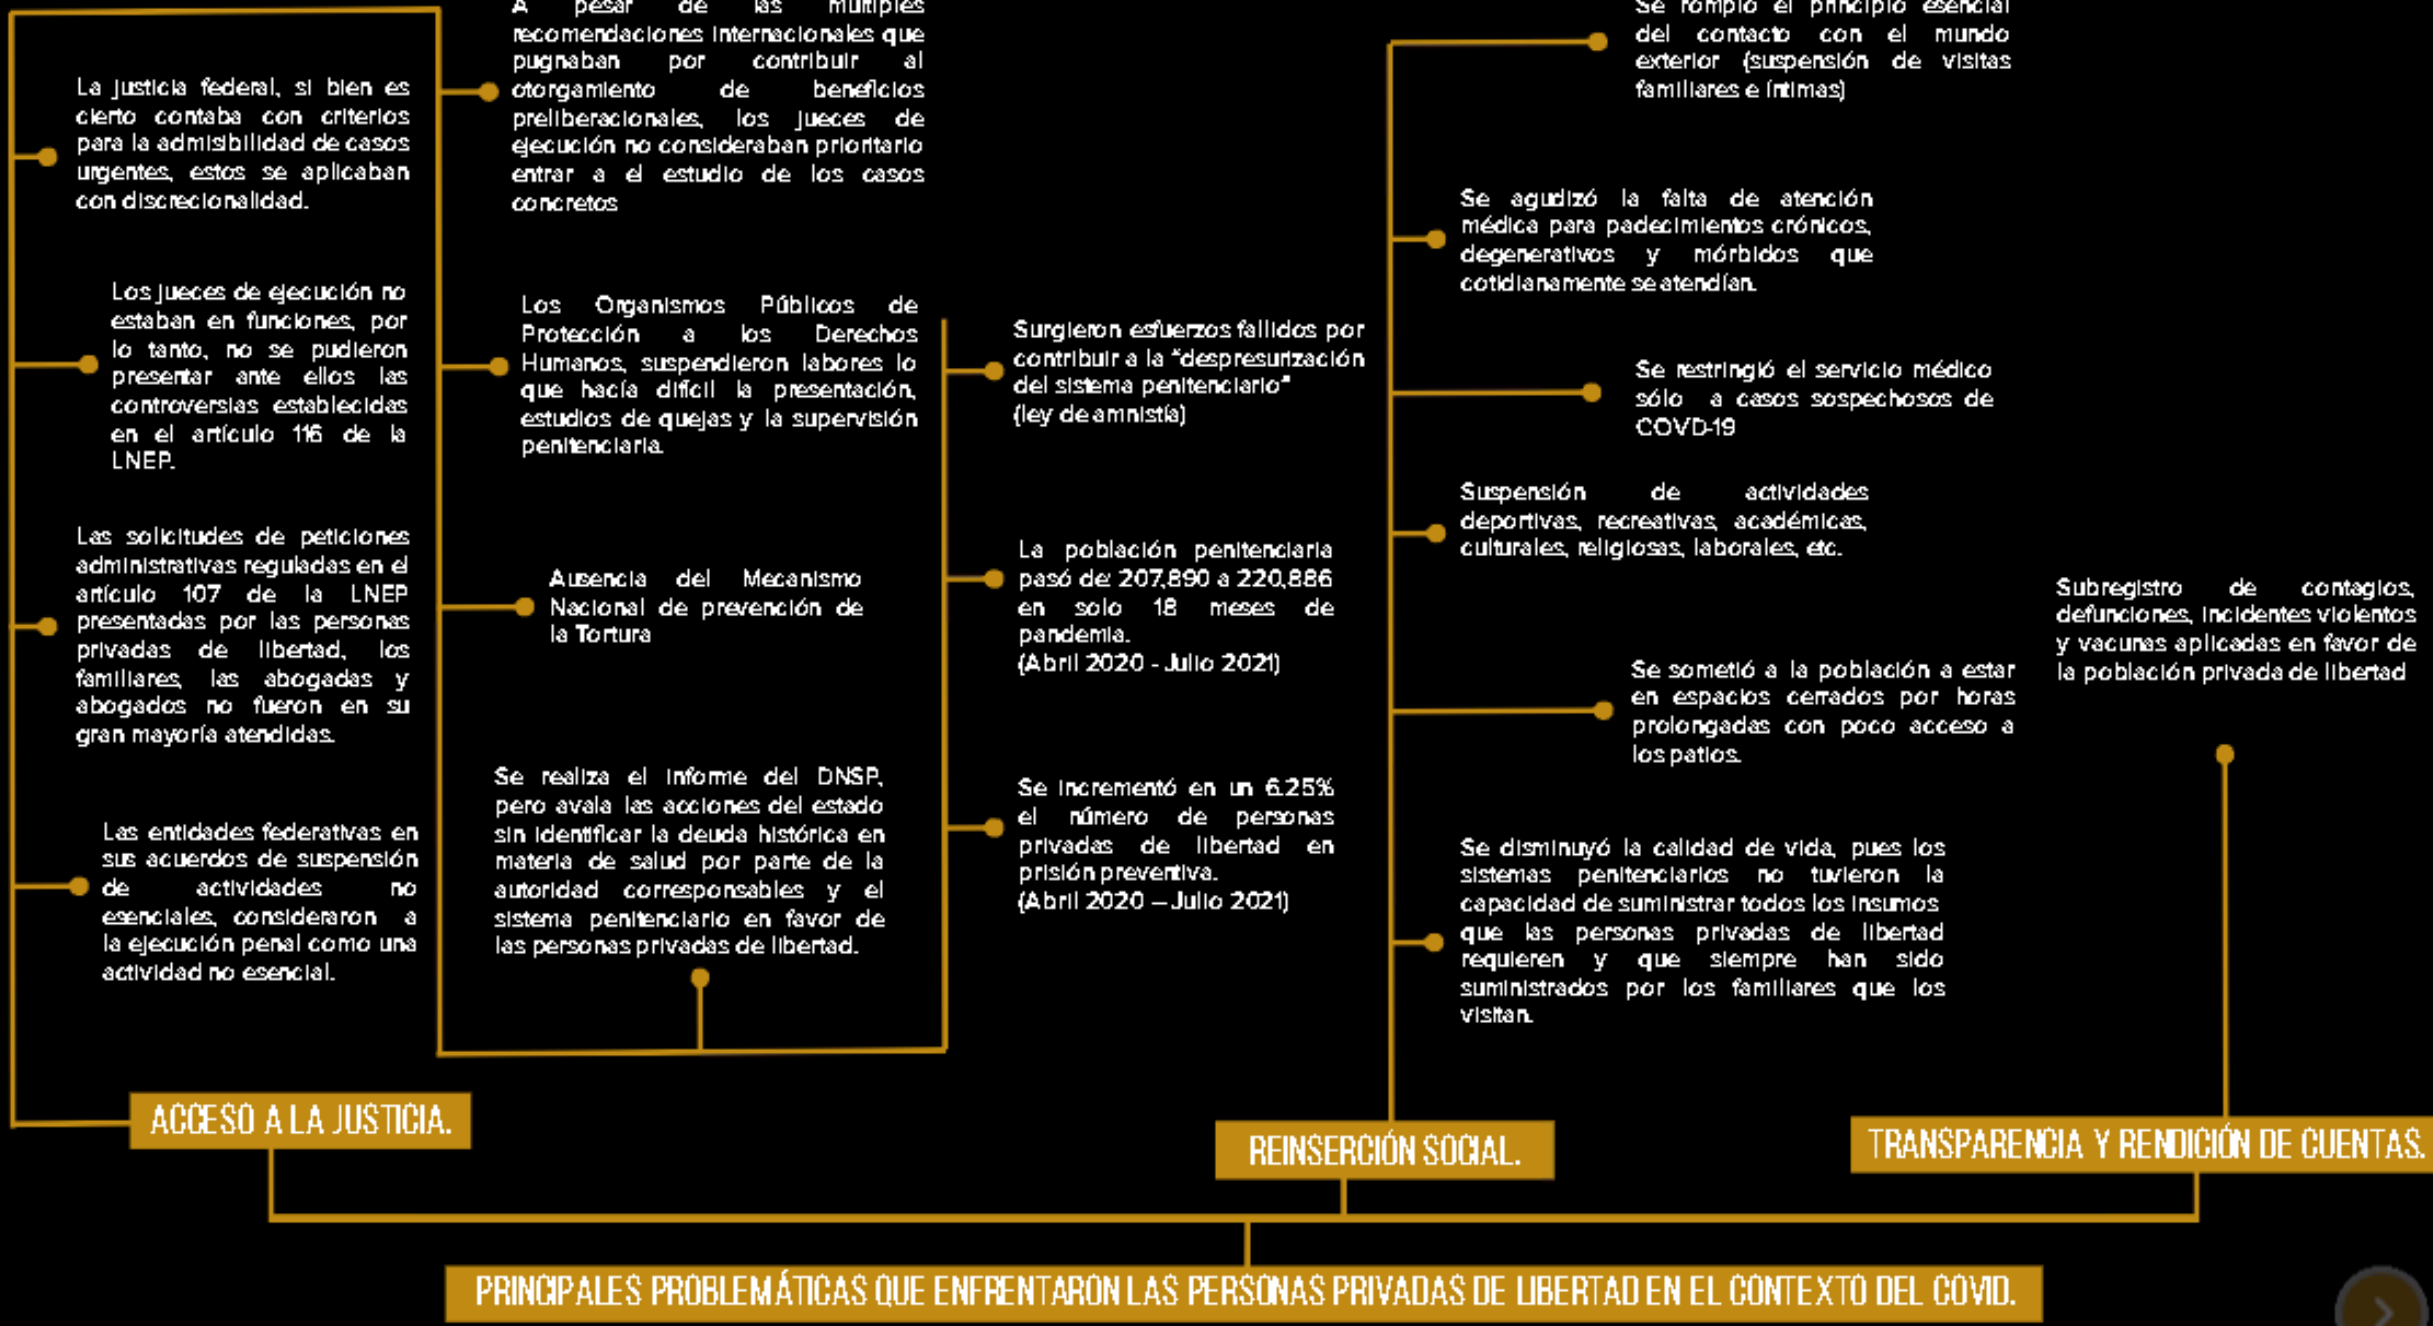 La justicia federal, si bien es
cierto contaba con criterios
para la admisibilidad de casos
urgentes, estos se aplicaban
con discrecionalidad.
Los jueces de ejecución no
estaban en funciones, por
lo tanto, no se pudieron
presentar ante ellos las
controversias establecidas
en el artículo 116 de la
LNEP.
Las solicitudes de peticiones
administrativas reguladas en el
artículo 107 de la LNEP
presentadas por las personas
privadas de libertad, los
familiares, las abogadas y
abogados no fueron en su
gran mayoría atendidas.
Las entidades federativas en
sus acuerdos de suspensión
de actividades no
esenciales, consideraron a
la ejecución penal como una
actividad no esencial.
A pesar de las múltiples
recomendaciones internacionales que
pugnaban por contribuir al
otorgamiento de beneficios
preliberacionales, los jueces de
ejecución no consideraban prioritario
entrar a el estudio de los casos
concretos
Los Organismos Públicos de
Protección a los Derechos
Humanos, suspendieron labores lo
que hacía difícil la presentación,
estudios de quejas y la supervisión
penitenciaria.
Ausencia del Mecanismo
Nacional de prevención de
la Tortura
Se realiza el informe del DNSP,
pero avala las acciones del estado
sin identificar la deuda histórica en
materia de salud por parte de la
autoridad corresponsables y el
sistema penitenciario en favor de
las personas privadas de libertad.
Surgieron esfuerzos fallidos por
contribuir a la "despresurización
del sistema penitenciario"
(ley de amnistía)
La población penitenciaria
pasó de: 207,890 a 220,886
en solo 18 meses de
pandemia.
(Abril 2020 - Julio 2021)
Se incrementó en un 6.25%
el número de personas
privadas de libertad en
prisión preventiva.
(Abril 2020 – Julio 2021)
Se rompió el principio esencial
del contacto con el mundo
exterior (suspensión de visitas
familiares e íntimas)
Se agudizó la falta de atención
médica para padecimientos crónicos,
degenerativos y mórbidos que
cotidianamente se atendían.
Se restringió el servicio médico
sólo a casos sospechosos de
COVD-19
Suspensión de actividades
deportivas, recreativas, académicas,
culturales, religiosas, laborales, etc.
Se sometió a la población a estar
en espacios cerrados por horas
prolongadas con poco acceso a
los patios.
Se disminuyó la calidad de vida, pues los
sistemas penitenciarios no tuvieron la
capacidad de suministrar todos los insumos
que las personas privadas de libertad
requieren y que siempre han sido
suministrados por los familiares que los
visitan.
Subregistro de contagios,
defunciones, incidentes violentos
y vacunas aplicadas en favor de
la población privada de libertad
ACCESO A LA JUSTICIA.
REINSERCIÓN SOCIAL.
TRANSPARENCIA Y RENDICIÓN DE CUENTAS.
PRINCIPALES PROBLEMÁTICAS QUE ENFRENTARON LAS PERSONAS PRIVADAS DE LIBERTAD EN EL CONTEXTO DEL COVID.